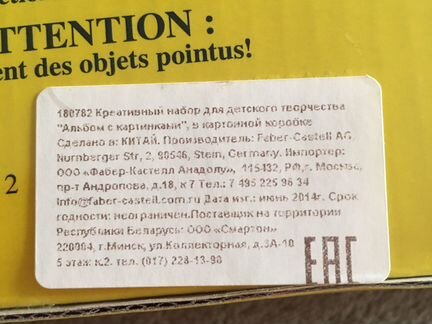 TTENTION :
ent des objets pointus!
2
180782 Креативный набор для детского творчества
"Альбом с картинками", в картонной коробке
Сделано в: КИТАЙ. Производитель: Faber-Castell AG,
Nurnberger Str, 2, 90546, Stein, Germany. Импортер:
ООО «Фабер-Кастелл Анадолу», 115432, РФ,г. Москва,
пр-т Андропова, д.18, к7 Тел.: 7 495 225 96 34
info@faber-castell.com.ru Дата изг.: июнь 2014г. Срок
годности: неограничен.Поставщик на территории
Республики Беларусь: ООО «Смартон»
220004, г.Минск, ул.Коллекторная, д.3А-10
5 этаж: к.2. тел. (017) 228-13-90
EAC